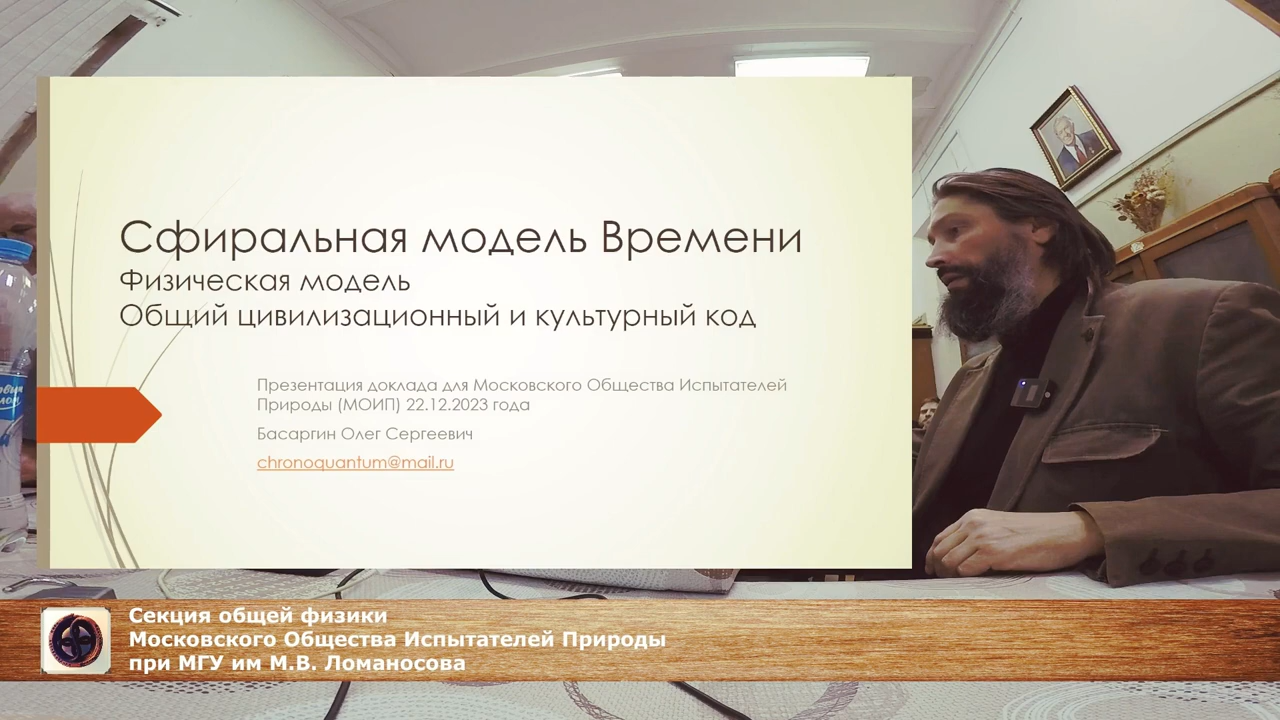 Сфиральная модель Времени
Физическая модель
Общий цивилизационный и культурный код
Презентация доклада для Московского Общества Испытателей
Природы (МОИП) 22.12.2023 года
Басаргин Олег Сергеевич
chronoquantum@mail.ru
Секция общей физики
Московского Общества Испытателей Природы
при МГУ им М.В. Ломаносова